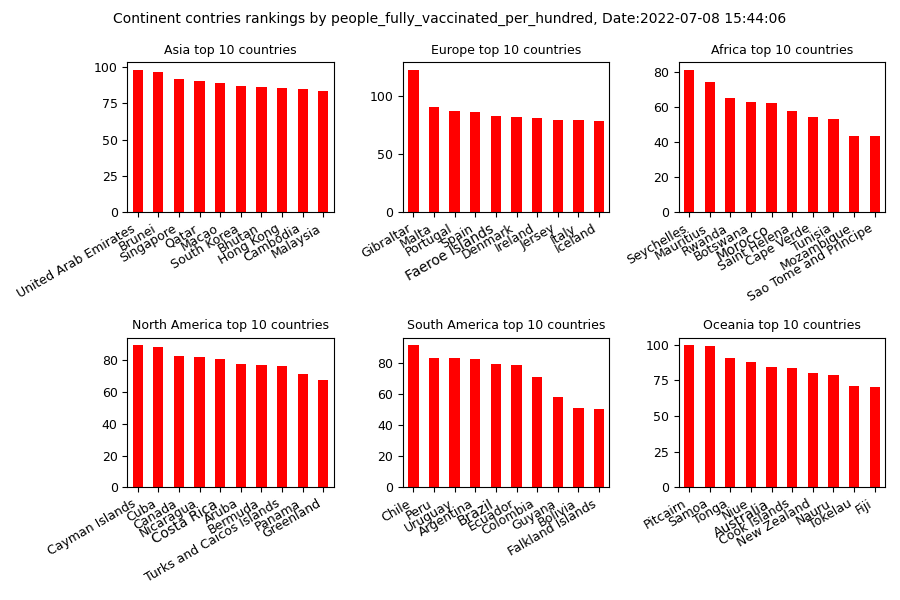 Continent contries rankings by people_fully_vaccinated_per_hundred, Date:2022-07-08 15:44:06
Asia top 10 countries
100
75
50
25
0
United Arab Emirates
Brunei
Singapore
Qatar
Macao
South Korea
Bhutan
Hong Kong
Cambodia
Malaysia
Europe top 10 countries
100
50
0
Gibraltar
Malta
Portugal
Spain
Faeroe Islands
Denmark
Ireland
Jersey
Italy
Iceland
Africa top 10 countries
80
60
40
20
0
Seychelles
Mauritius
Rwanda
Botswana
Morocco
Saint Helena
Cape Verde
Tunisia
Mozambique
Sao Tome and Principe
North America top 10 countries
80
60
40
20
0
Cayman Islands
Cuba
Canada
Nicaragua
Costa Rica
Aruba
Bermuda
Turks and Caicos Islands
Panama
Greenland
South America top 10 countries
80
60
40
20
0
Chile
Peru
Uruguay
Argentina
Brazil
Ecuador
Colombia
Guyana
Bolivia
Falkland Islands
Oceania top 10 countries
100
75
50
25
0
Pitcairn
Samoa
Tonga
Niue
Australia
Cook Islands
New Zealand
Nauru
Tokelau
Fiji